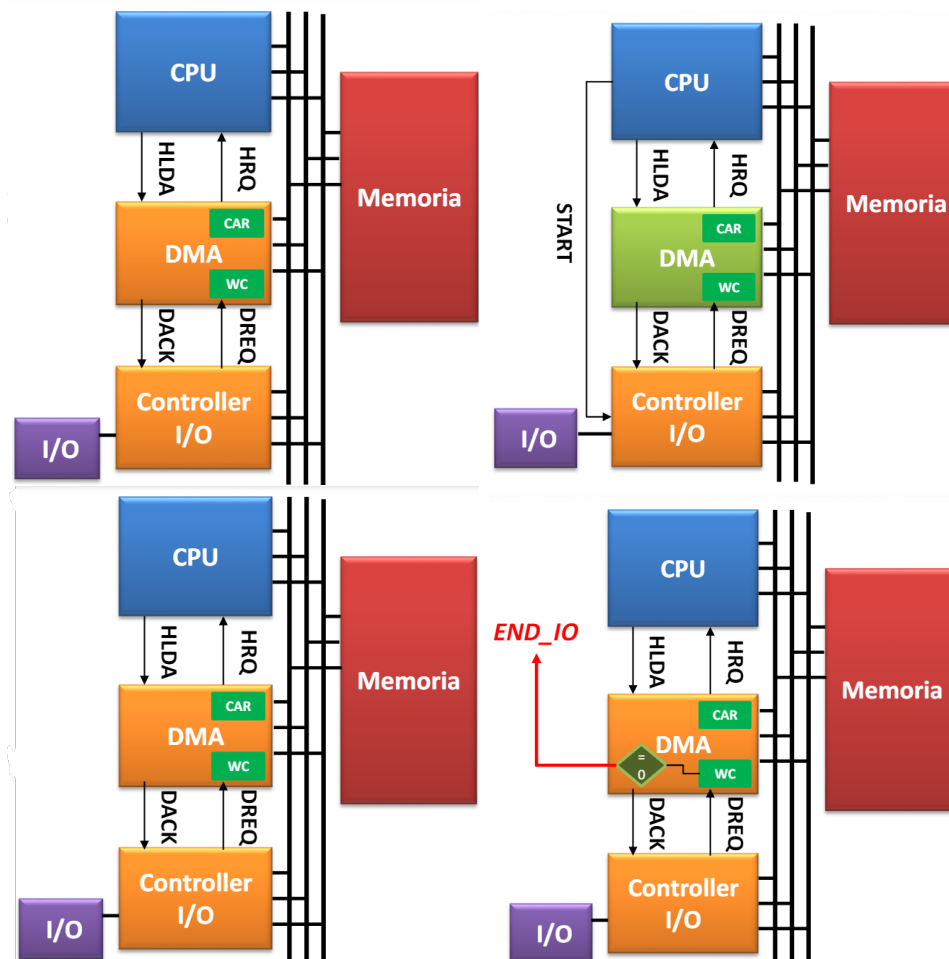 CPU
HLDA
HRQ
Memoria
CAR
DMA
WC
DACK
DREQ
Controller
I/O
I/O
CPU
START
HLDA
HRQ
Memoria
CAR
DMA
WC
DACK
DREQ
Controller
I/O
I/O
CPU
HLDA
HRQ
Memoria
CAR
DMA
WC
DACK
DREQ
Controller
I/O
I/O
CPU
END_IO
HLDA
HRQ
Memoria
CAR
DMA
=
0
WC
DACK
DREQ
Controller
I/O
I/O